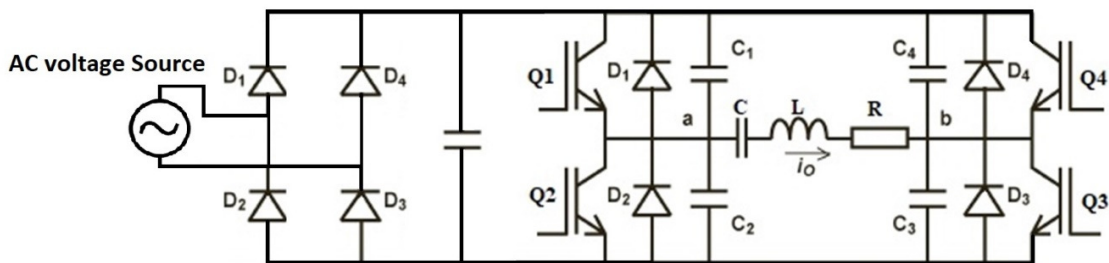 AC voltage Source
D1
D4
D2
D3
Q1
D1
C1
C4
D4
Q4
a
C
L
R
b
iO
Q2
D2
C2
C3
D3
Q3